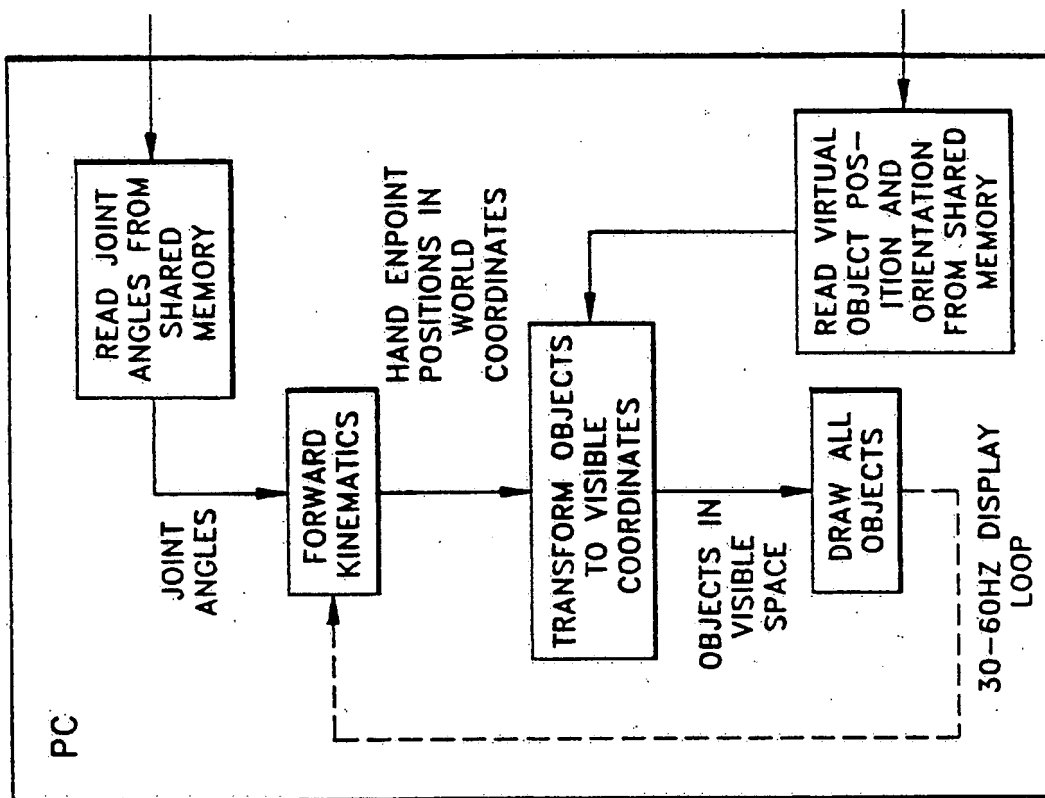 PC
READ JOINT
ANGLES FROM
SHARED
MEMORY
JOINT
ANGLES
FORWARD
KINEMATICS
HAND ENPOINT
POSITIONS IN
WORLD
COORDINATES
TRANSFORM OBJECTS
TO VISIBLE
COORDINATES
READ VIRTUAL
OBJECT POS-
ITION AND
ORIENTATION
FROM SHARED
MEMORY
OBJECTS IN
VISIBLE
SPACE
DRAW ALL
OBJECTS
30-60HZ DISPLAY
LOOP